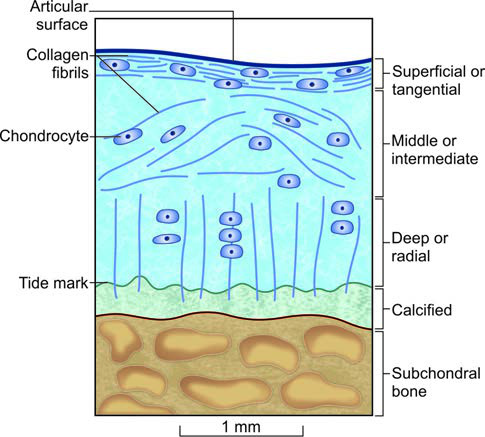 Articular
surface
Collagen
fibrils
Superficial or
tangential
Chondrocyte
Middle or
intermediate
Deep or
radial
Tide mark
Calcified
Subchondral
bone
1 mm